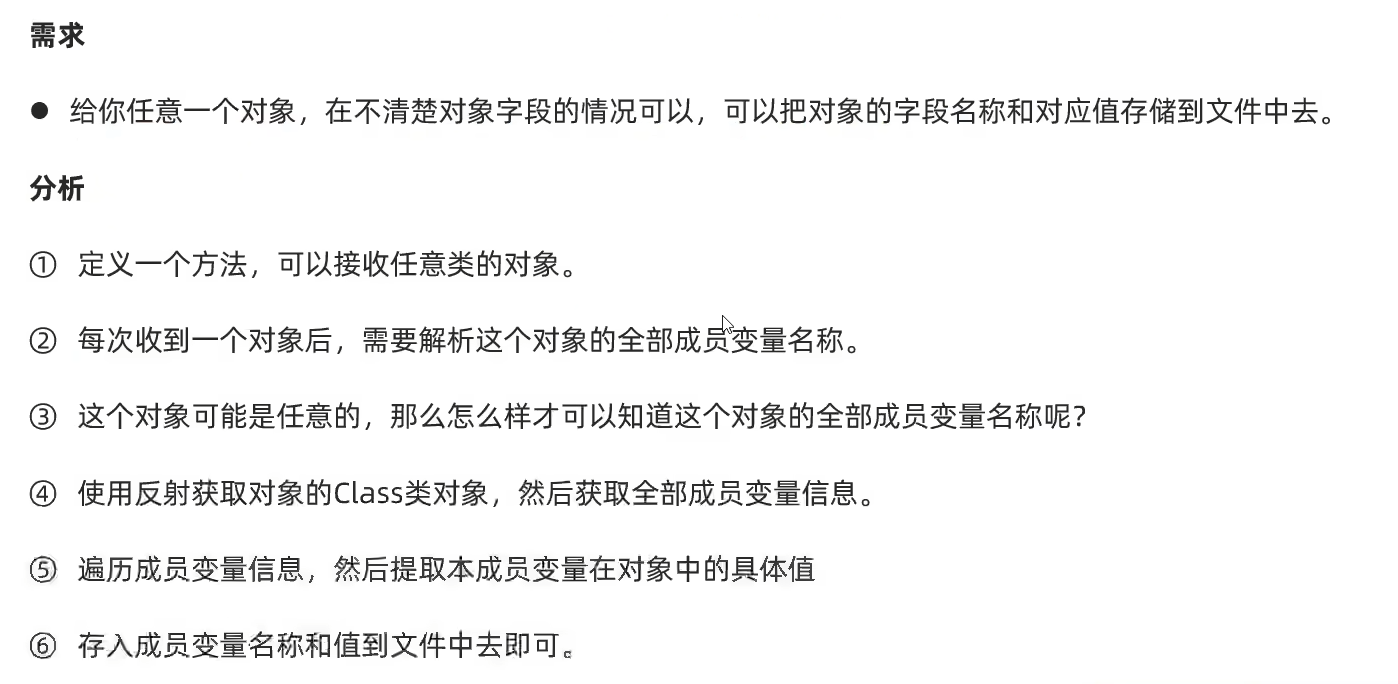 需求
● 给你任意一个对象，在不清楚对象字段的情况可以，可以把对象的字段名称和对应值存储到文件中去。
分析
① 定义一个方法，可以接收任意类的对象。
② 每次收到一个对象后，需要解析这个对象的全部成员变量名称。
③ 这个对象可能是任意的，那么怎么样才可以知道这个对象的全部成员变量名称呢？
④ 使用反射获取对象的Class类对象，然后获取全部成员变量信息。
⑤ 遍历成员变量信息，然后提取本成员变量在对象中的具体值
⑥ 存入成员变量名称和值到文件中去即可。